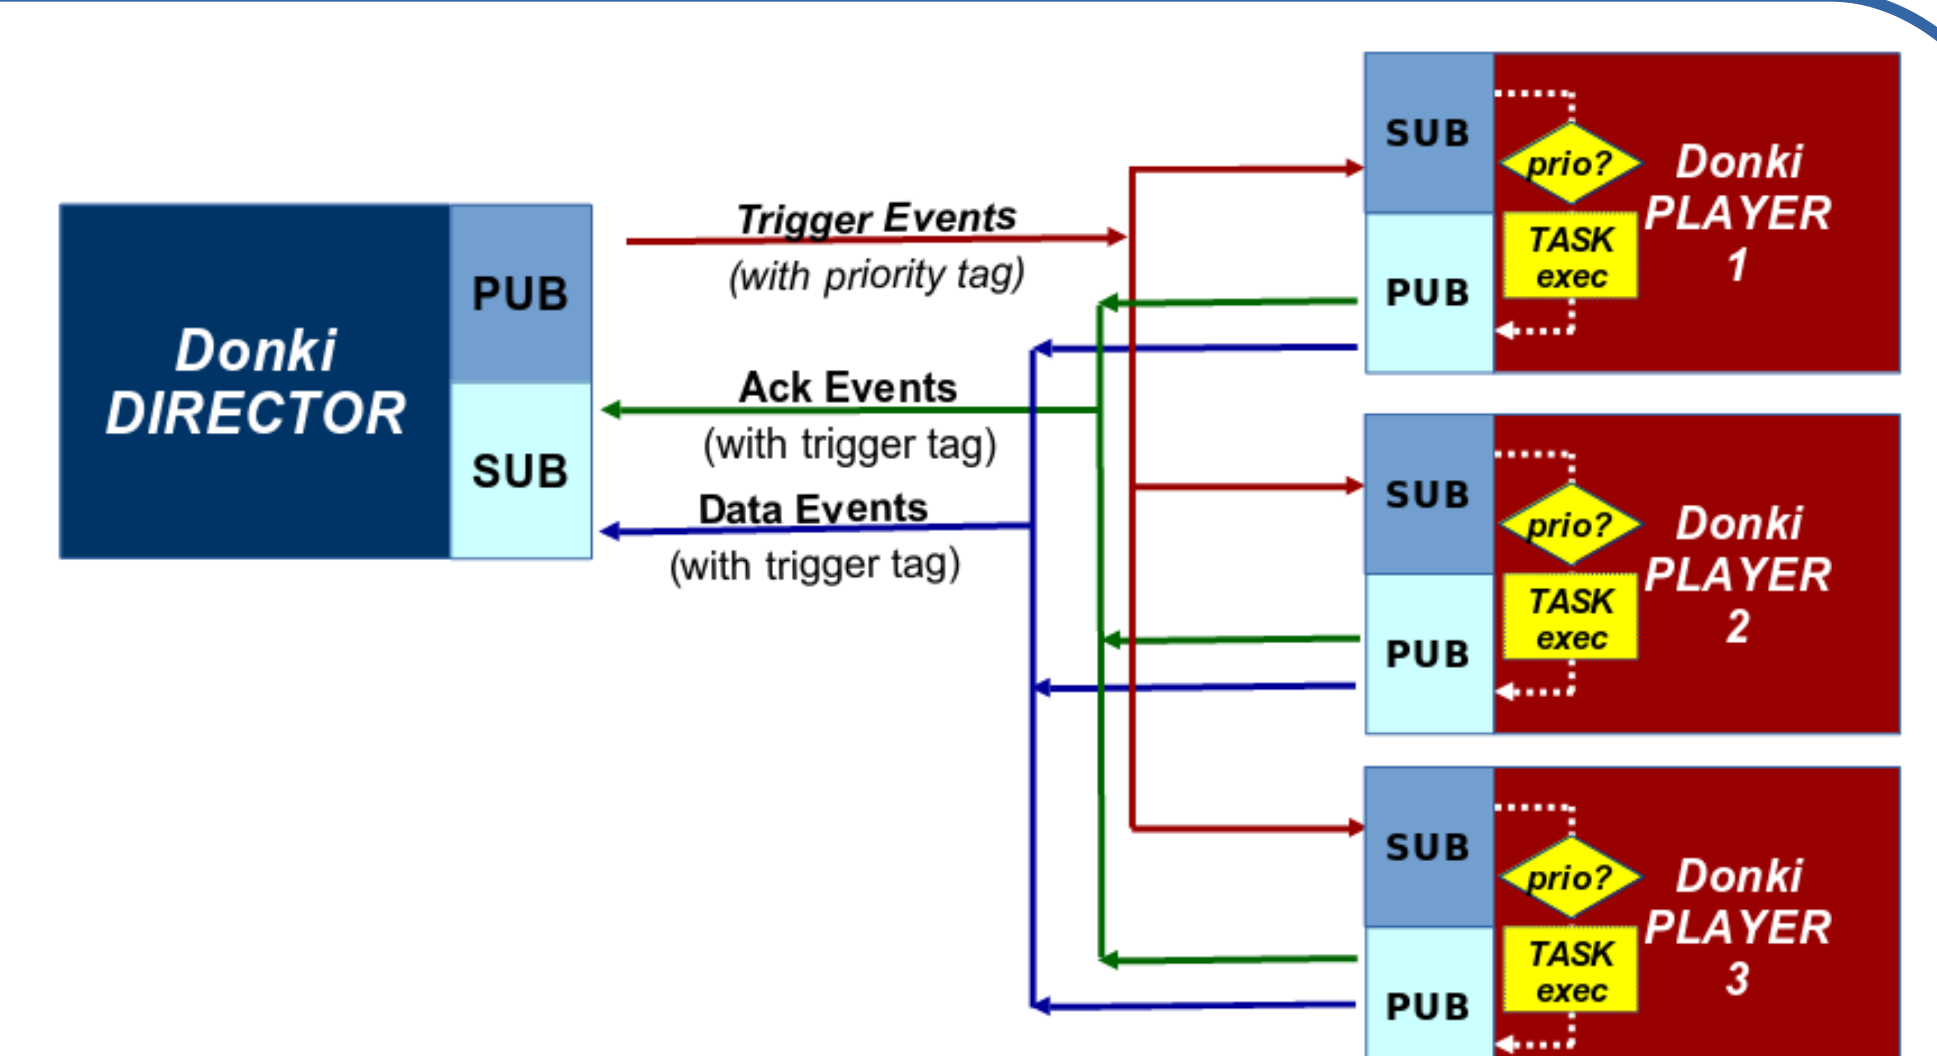 Donki
DIRECTOR
PUB
SUB
Trigger Events
(with priority tag)
Ack Events
(with trigger tag)
Data Events
(with trigger tag)
SUB
PUB
prio?
TASK
exec
Donki
PLAYER
1
SUB
PUB
prio?
TASK
exec
Donki
PLAYER
2
SUB
PUB
prio?
TASK
exec
Donki
PLAYER
3